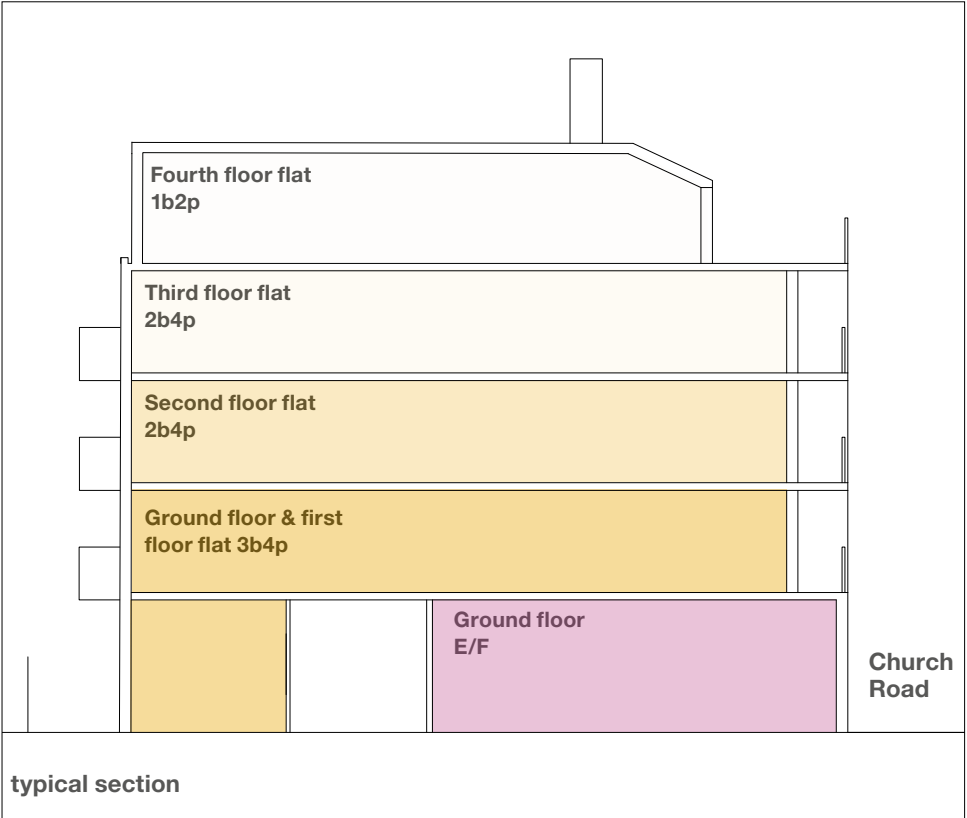 Fourth floor flat
1b2p
Third floor flat
2b4p
Second floor flat
2b4p
Ground floor & first
floor flat 3b4p
Ground floor
E/F
Church
Road
typical section